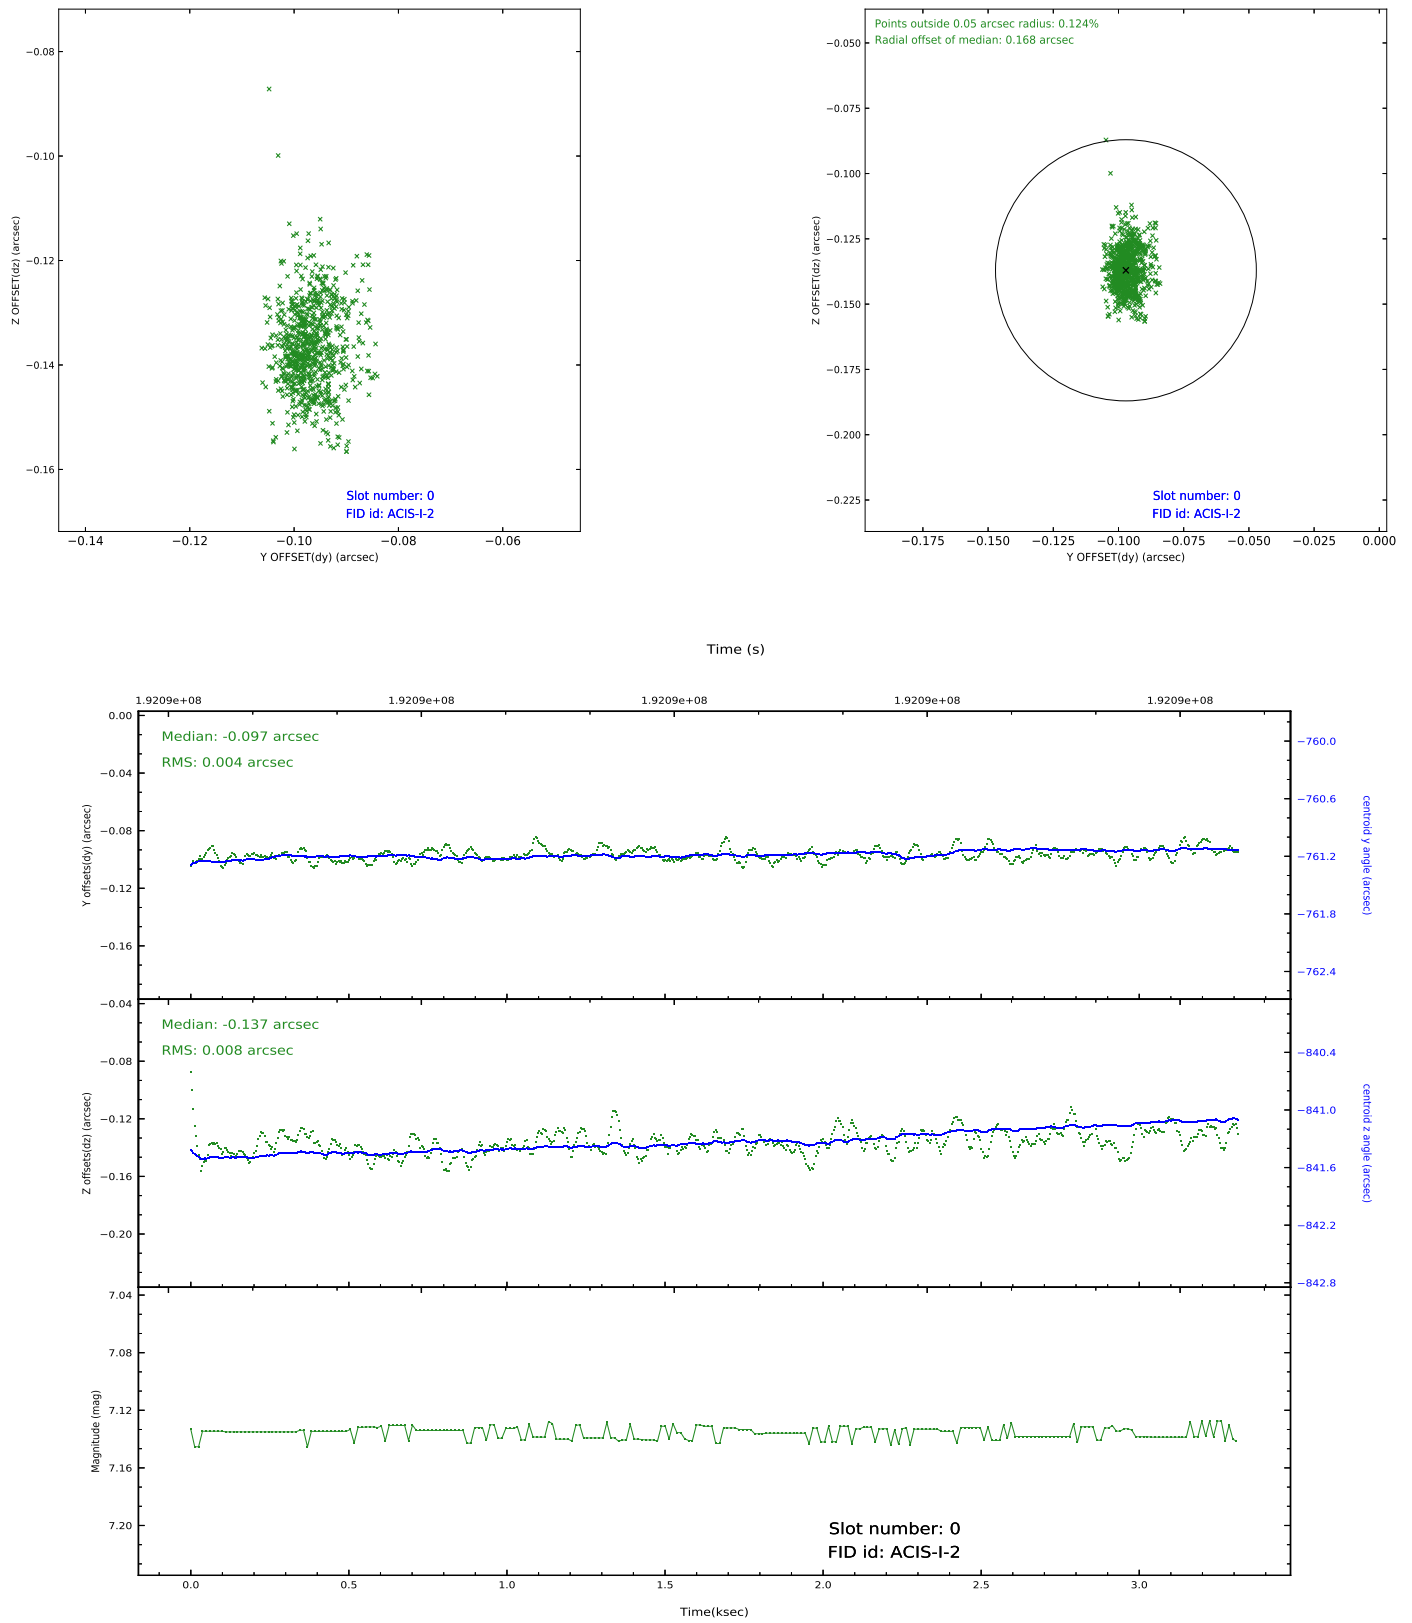 −0.08
−0.10
−0.12
−0.14
−0.16
Z OFFSET(dz) (arcsec)
Slot number: 0
FID id: ACIS-I-2
−0.14
−0.12
−0.10
−0.08
−0.06
Y OFFSET(dy) (arcsec)
Points outside 0.05 arcsec radius: 0.124%
Radial offset of median: 0.168 arcsec
−0.050
−0.075
−0.100
−0.125
−0.150
−0.175
−0.200
−0.225
Z OFFSET(dz) (arcsec)
Slot number: 0
FID id: ACIS-I-2
−0.175
−0.150
−0.125
−0.100
−0.075
−0.050
−0.025
0.000
Y OFFSET(dy) (arcsec)
Time (s)
1.9209e+08
1.9209e+08
1.9209e+08
1.9209e+08
1.9209e+08
0.00
−0.04
−0.08
−0.12
−0.16
Y offsets(dy) (arcsec)
Median: -0.097 arcsec
RMS: 0.004 arcsec
−760.0
−760.6
−761.2
−761.8
−762.4
centroid y angle (arcsec)
−0.04
−0.08
−0.12
−0.16
−0.20
Z offsets(dz) (arcsec)
Median: -0.137 arcsec
RMS: 0.008 arcsec
−840.4
−841.0
−841.6
−842.2
−842.8
centroid z angle (arcsec)
7.04
7.08
7.12
7.16
7.20
Magnitude (mag)
Slot number: 0
FID id: ACIS-I-2
0.0
0.5
1.0
1.5
2.0
2.5
3.0
Time(ksec)